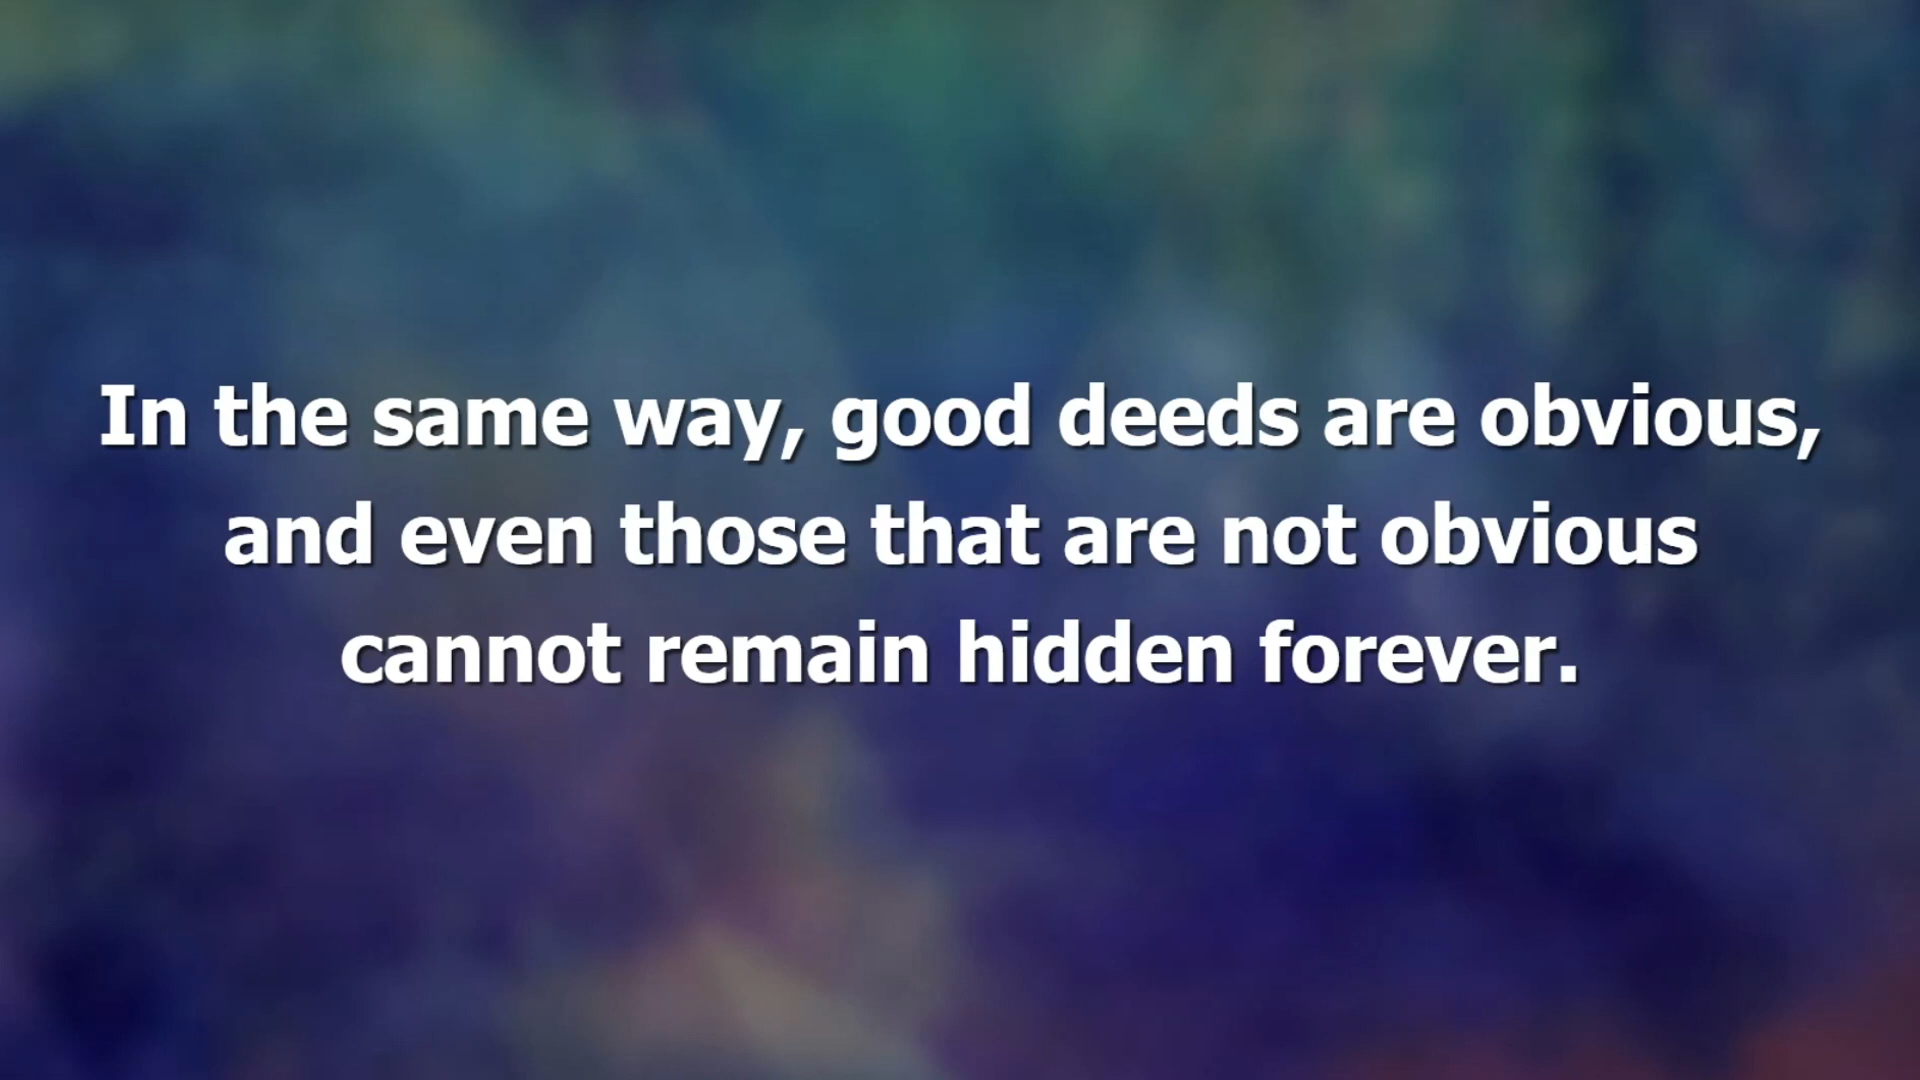 In the same way, good deeds are obvious,
and even those that are not obvious
cannot remain hidden forever.